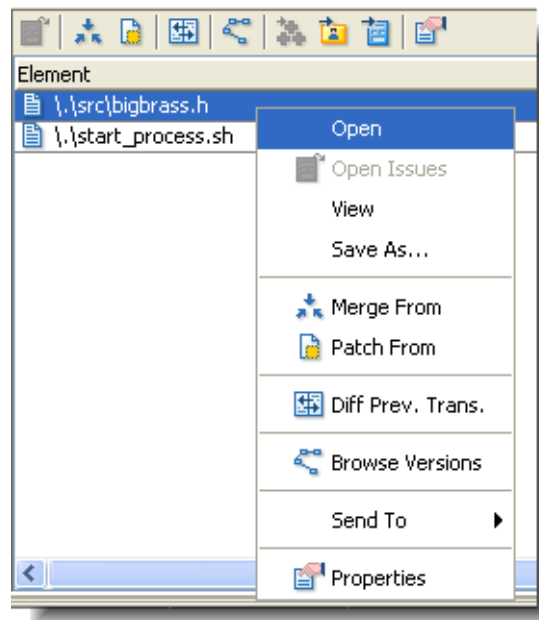 Element
\.\src\bigbrass.h
\.\start_process.sh
Open
Open Issues
View
Save As...
Merge From
Patch From
Diff Prev. Trans.
Browse Versions
Send To
Properties